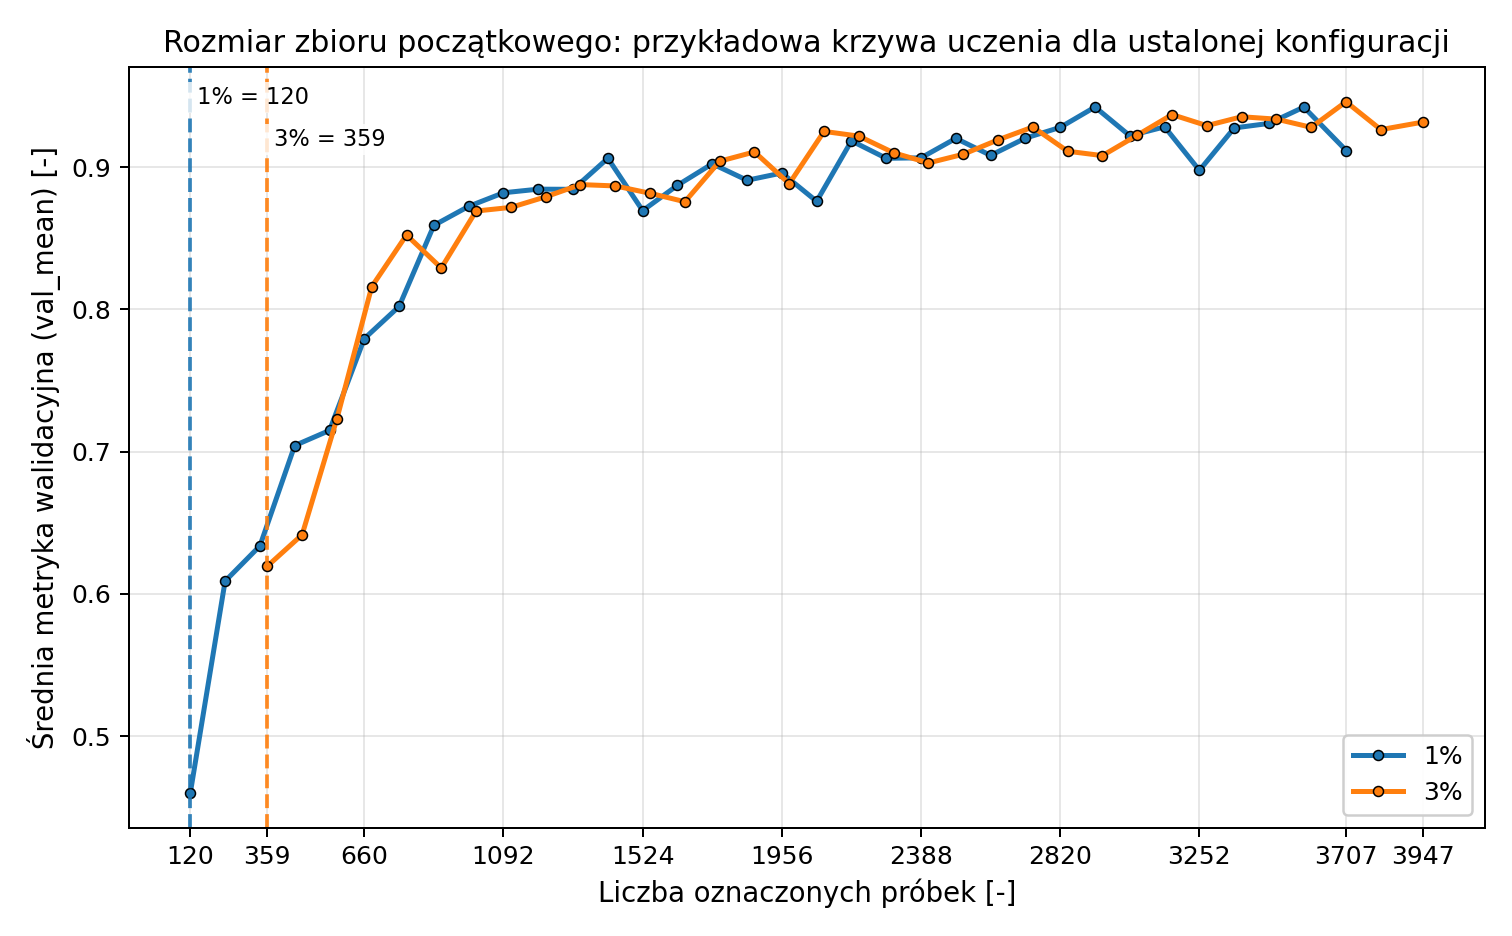 Rozmiar zbioru początkowego: przykładowa krzywa uczenia dla ustalonej konfiguracji
1% = 120
3% = 359
Średnia metryka walidacyjna (val_mean) [-]
0.9
0.8
0.7
0.6
0.5
1%
3%
120 359 660 1092 1524 1956 2388 2820 3252 3707 3947
Liczba oznaczonych próbek [-]